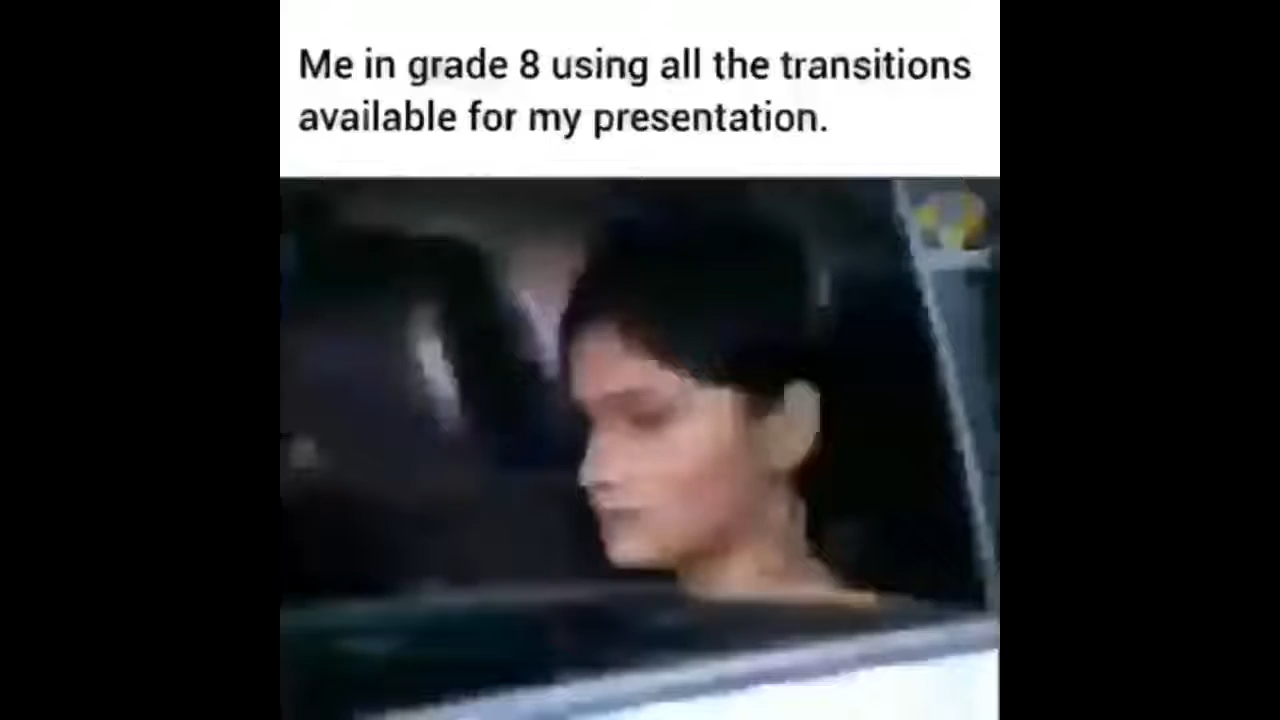 Me in grade 8 using all the transitions
available for my presentation.